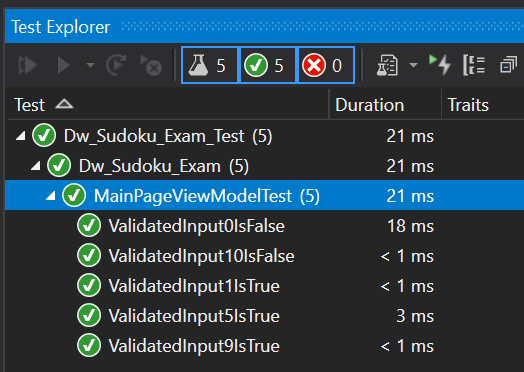 Test Explorer
5 5 0
Test Duration Traits
Dw_Sudoku_Exam_Test (5) 21 ms
Dw_Sudoku_Exam (5) 21 ms
MainPageViewModelTest (5) 21 ms
ValidatedInput0IsFalse 18 ms
ValidatedInput10IsFalse < 1 ms
ValidatedInput1IsTrue < 1 ms
ValidatedInput5IsTrue 3 ms
ValidatedInput9IsTrue < 1 ms